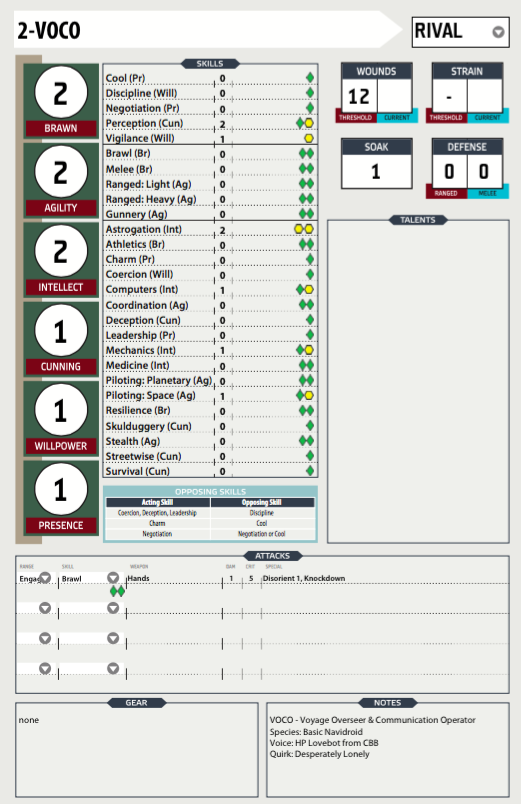 2-VOCO
RIVAL
SKILLS
2
BRAWN
2
AGILITY
2
INTELLECT
1
CUNNING
1
WILLPOWER
1
PRESENCE
Cool (Pr) 0
Discipline (Will) 0
Negotiation (Pr) 0
Perception (Cun) 2
Vigilance (Will) 1
Brawl (Br) 0
Melee (Br) 0
Ranged: Light (Ag) 0
Ranged: Heavy (Ag) 0
Gunnery (Ag) 0
Astrogation (Int) 2
Athletics (Br) 0
Charm (Pr) 0
Coercion (Will) 0
Computers (Int) 1
Coordination (Ag) 0
Deception (Cun) 0
Leadership (Pr) 0
Mechanics (Int) 1
Medicine (Int) 0
Piloting: Planetary (Ag) 0
Piloting: Space (Ag) 1
Resilience (Br) 0
Skulduggery (Cun) 0
Stealth (Ag) 0
Streetwise (Cun) 0
Survival (Cun) 0
OPPOSING SKILLS
Acting Skill Opposing Skill
Coercion, Deception, Leadership Discipline
Charm Cool
Negotiation Negotiation or Cool
WOUNDS
12
THRESHOLD CURRENT
STRAIN
-
THRESHOLD CURRENT
SOAK
1
DEFENSE
0 0
RANGED MELEE
TALENTS
ATTACKS
RANGE SKILL WEAPON DAM CRIT SPECIAL
Engag Brawl Hands 1 5 Disorient 1, Knockdown
GEAR
none
NOTES
VOCO - Voyage Overseer & Communication Operator
Species: Basic Navidroid
Voice: HP Lovebot from CBB
Quirk: Desperately Lonely